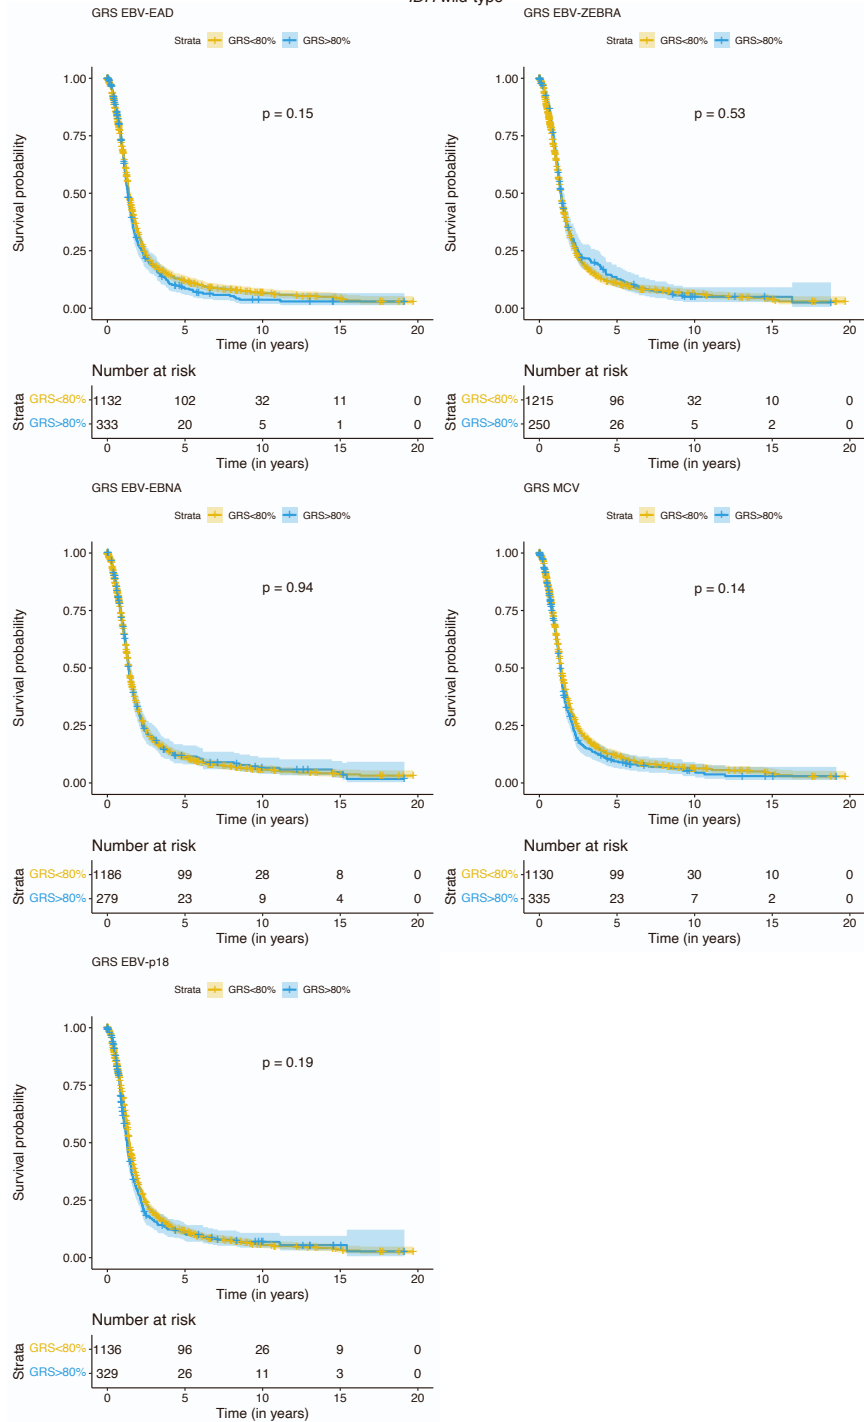 GRS EBV-EAD
Strata GRS<80% GRS>80%
p = 0.15
Survival probability
1.00
0.75
0.50
0.25
0.00
0 5 10 15 20
Time (in years)
Number at risk
Strata
GRS<80% 1132 102 32 11 0
GRS>80% 333 20 5 1 0
0 5 10 15 20
Time (in years)
GRS EBV-ZEBRA
Strata GRS<80% GRS>80%
p = 0.53
Survival probability
1.00
0.75
0.50
0.25
0.00
0 5 10 15 20
Time (in years)
Number at risk
Strata
GRS<80% 1215 96 32 10 0
GRS>80% 250 26 5 2 0
0 5 10 15 20
Time (in years)
GRS EBV-EBNA
Strata GRS<80% GRS>80%
p = 0.94
Survival probability
1.00
0.75
0.50
0.25
0.00
0 5 10 15 20
Time (in years)
Number at risk
Strata
GRS<80% 1186 99 28 8 0
GRS>80% 279 23 9 4 0
0 5 10 15 20
Time (in years)
GRS MCV
Strata GRS<80% GRS>80%
p = 0.14
Survival probability
1.00
0.75
0.50
0.25
0.00
0 5 10 15 20
Time (in years)
Number at risk
Strata
GRS<80% 1130 99 30 10 0
GRS>80% 335 23 7 2 0
0 5 10 15 20
Time (in years)
GRS EBV-p18
Strata GRS<80% GRS>80%
p = 0.19
Survival probability
1.00
0.75
0.50
0.25
0.00
0 5 10 15 20
Time (in years)
Number at risk
Strata
GRS<80% 1136 96 26 9 0
GRS>80% 329 26 11 3 0
0 5 10 15 20
Time (in years)